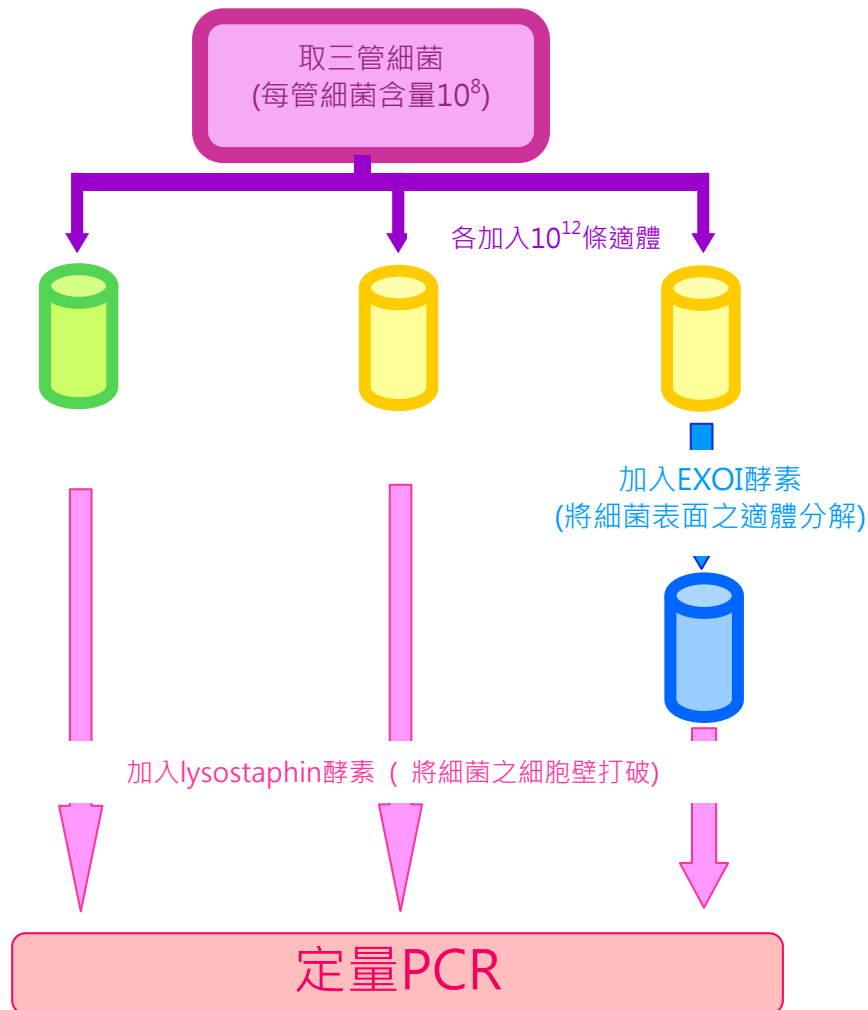 取三管細菌
(每管細菌含量10⁸)
各加入10¹²條適體
加入EXOI酵素
(將細菌表面之適體分解)
加入lysostaphin酵素 ( 將細菌之細胞壁打破)
定量PCR